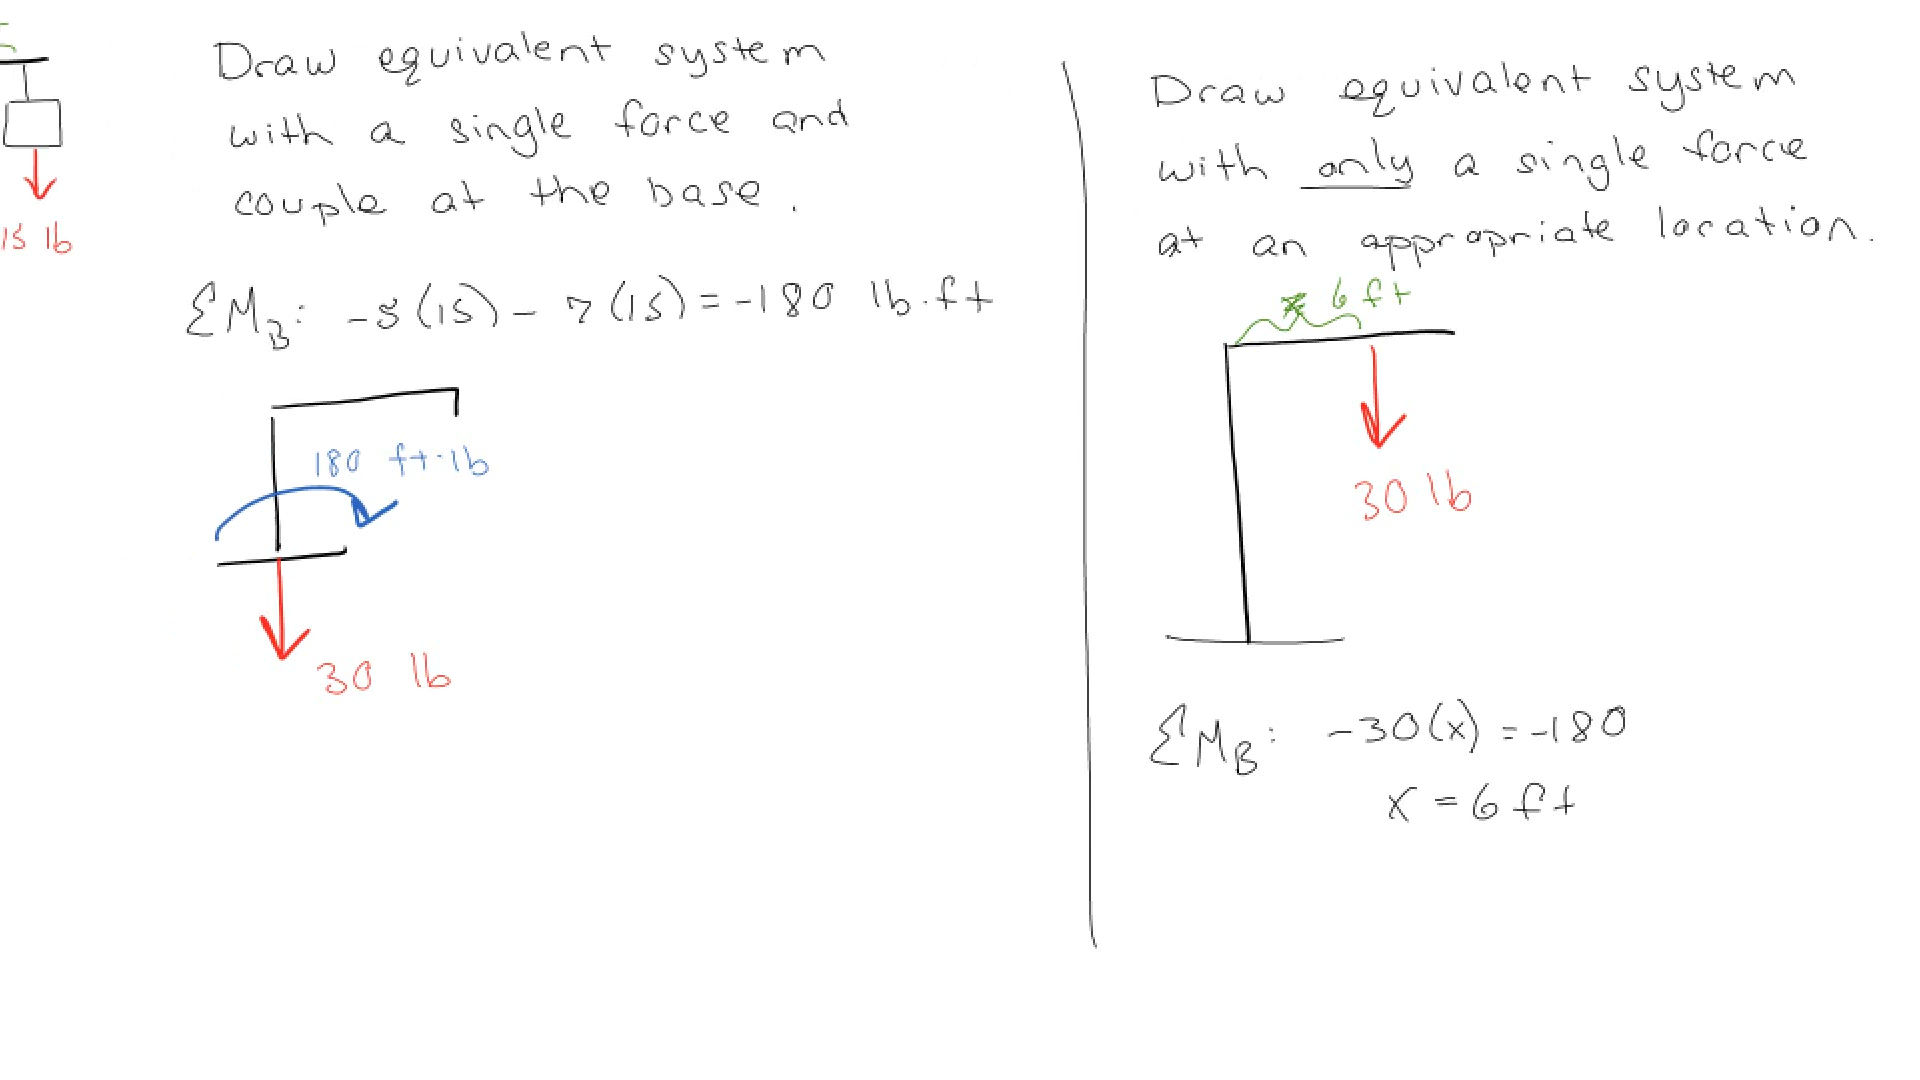 15 lb
Draw equivalent system
with a single force and
couple at the base.
ΣM_B: -5(15) - 7(15) = -180 lb.ft
180 ft.lb
30 lb
Draw equivalent system
with only a single force
at an appropriate location.
6 ft
30 lb
ΣM_B: -30(x) = -180
x = 6 ft